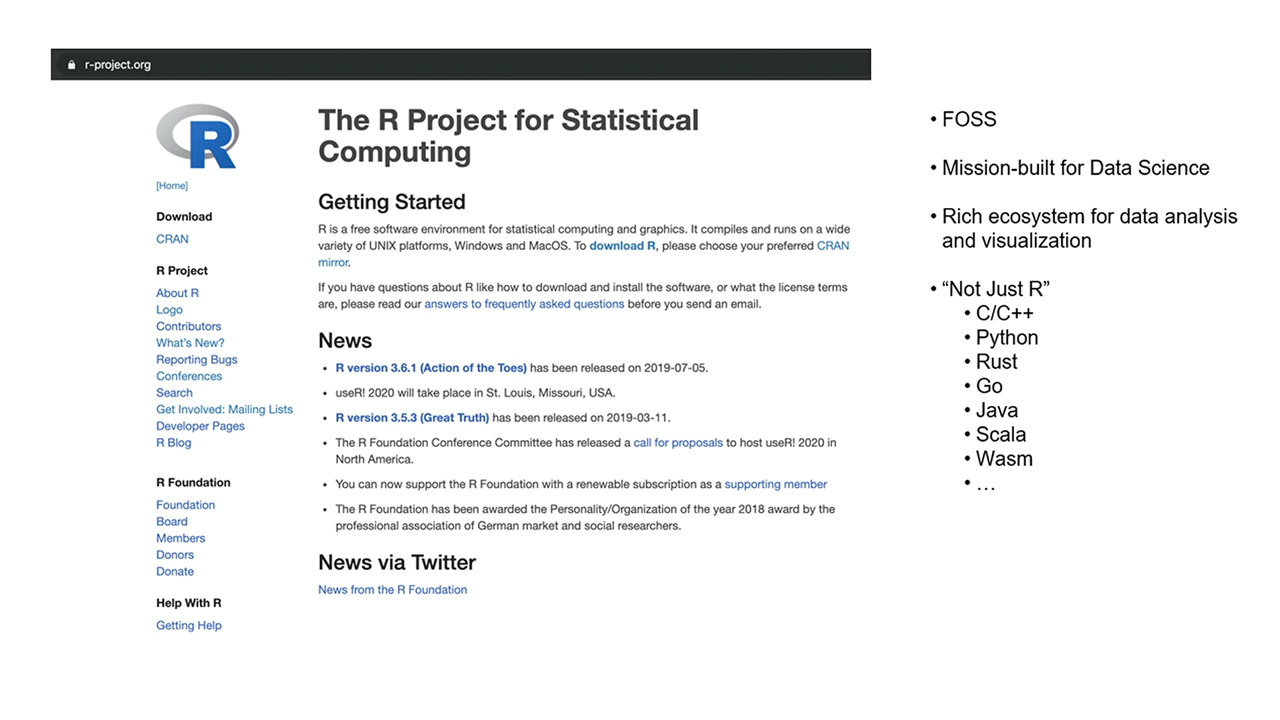 r-project.org
R
[Home]
Download
CRAN
R Project
About R
Logo
Contributors
What's New?
Reporting Bugs
Conferences
Search
Get Involved: Mailing Lists
Developer Pages
R Blog
R Foundation
Foundation
Board
Members
Donors
Donate
Help With R
Getting Help
The R Project for Statistical
Computing
Getting Started
R is a free software environment for statistical computing and graphics. It compiles and runs on a wide
variety of UNIX platforms, Windows and MacOS. To download R, please choose your preferred CRAN
mirror.
If you have questions about R like how to download and install the software, or what the license terms
are, please read our answers to frequently asked questions before you send an email.
News
• R version 3.6.1 (Action of the Toes) has been released on 2019-07-05.
• useR! 2020 will take place in St. Louis, Missouri, USA.
• R version 3.5.3 (Great Truth) has been released on 2019-03-11.
• The R Foundation Conference Committee has released a call for proposals to host useR! 2020 in
North America.
• You can now support the R Foundation with a renewable subscription as a supporting member
• The R Foundation has been awarded the Personality/Organization of the year 2018 award by the
professional association of German market and social researchers.
News via Twitter
News from the R Foundation
• FOSS
• Mission-built for Data Science
• Rich ecosystem for data analysis
and visualization
• “Not Just R”
• C/C++
• Python
• Rust
• Go
• Java
• Scala
• Wasm
• …